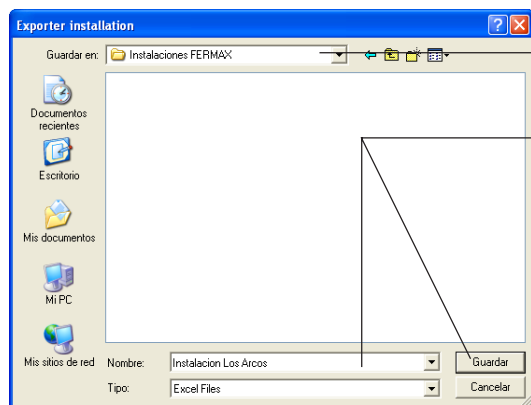 Exporter installation
Guardar en: Instalaciones FERMAX
Documentos
recientes
Escritorio
Mis documentos
Mi PC
Mis sitios de red
Nombre: Instalacion Los Arcos Guardar
Tipo: Excel Files Cancelar